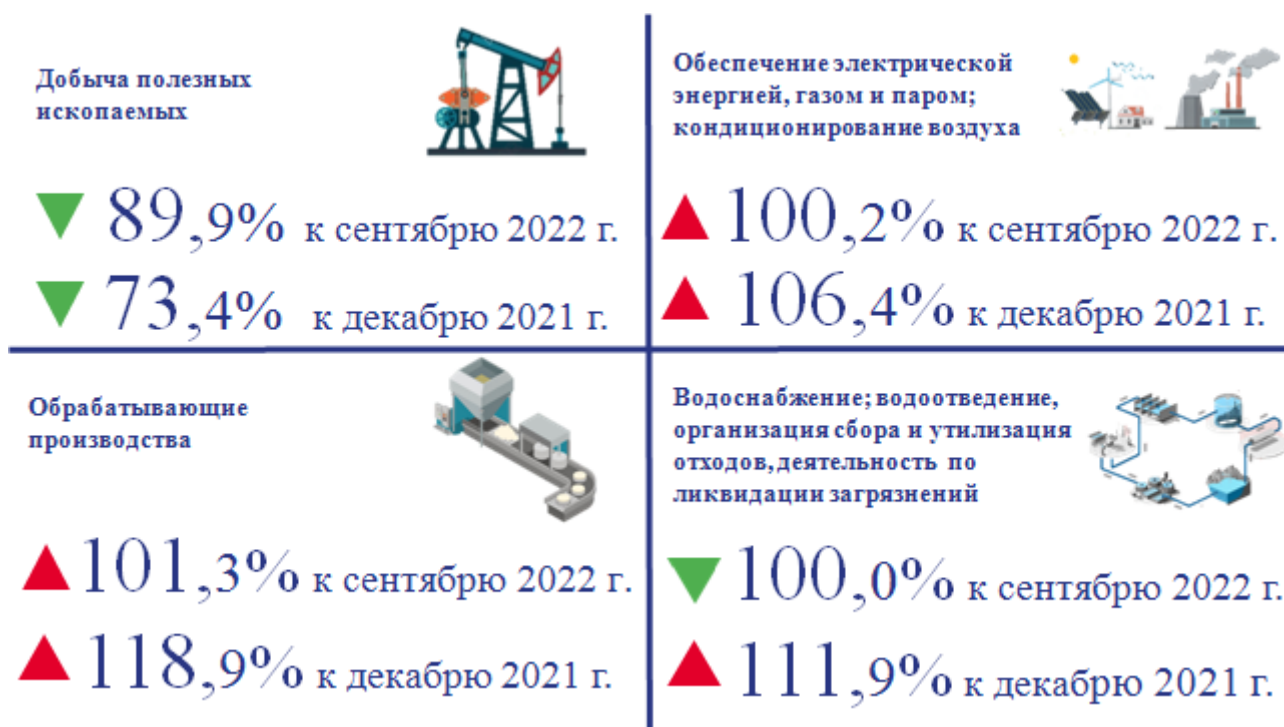 Добыча полезных
ископаемых
89,9% к сентябрю 2022 г.
73,4% к декабрю 2021 г.
Обеспечение электрической
энергией, газом и паром;
кондиционирование воздуха
100,2% к сентябрю 2022 г.
106,4% к декабрю 2021 г.
Обрабатывающие
производства
101,3% к сентябрю 2022 г.
118,9% к декабрю 2021 г.
Водоснабжение; водоотведение,
организация сбора и утилизация
отходов, деятельность по
ликвидации загрязнений
100,0% к сентябрю 2022 г.
111,9% к декабрю 2021 г.